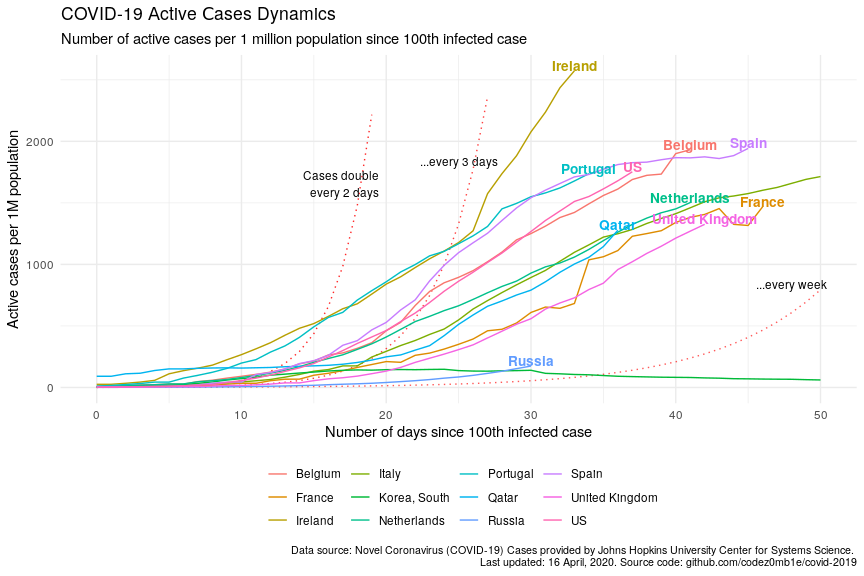 COVID-19 Active Cases Dynamics
Number of active cases per 1 million population since 100th infected case
Active cases per 1M population
2000
1000
0
Ireland
Cases double
every 2 days
...every 3 days
Portugal
US
Belgium
Spain
Netherlands
France
Qatar
United Kingdom
...every week
Russia
0 10 20 30 40 50
Number of days since 100th infected case
Belgium Italy Portugal Spain
France Korea, South Qatar United Kingdom
Ireland Netherlands Russia US
Data source: Novel Coronavirus (COVID-19) Cases provided by Johns Hopkins University Center for Systems Science.
Last updated: 16 April, 2020. Source code: github.com/codez0mb1e/covid-2019